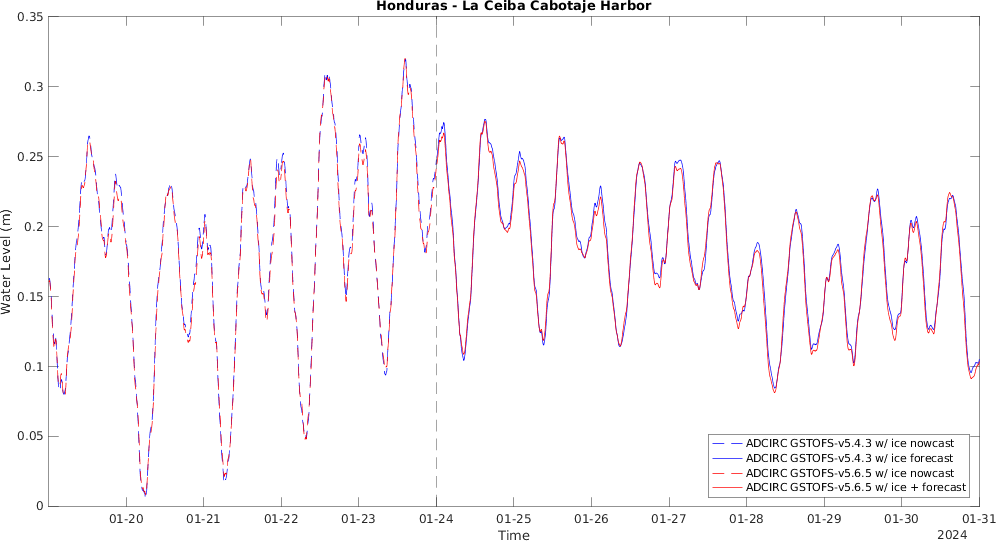 Honduras - La Ceiba Cabotaje Harbor
0.35
0.3
0.25
0.2
0.15
0.1
0.05
0
Water Level (m)
01-20 01-21 01-22 01-23 01-24 01-25 01-26 01-27 01-28 01-29 01-30 01-31
Time
2024
ADCIRC GSTOFS-v5.4.3 w/ ice nowcast
ADCIRC GSTOFS-v5.4.3 w/ ice forecast
ADCIRC GSTOFS-v5.6.5 w/ ice nowcast
ADCIRC GSTOFS-v5.6.5 w/ ice + forecast